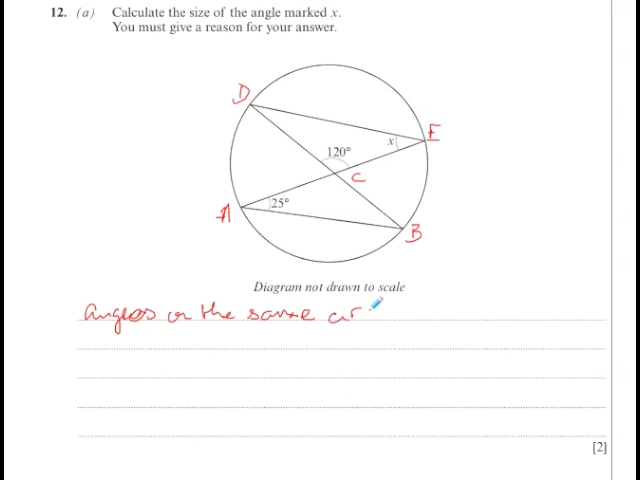 12. (a) Calculate the size of the angle marked x.
You must give a reason for your answer.
D
E
x
120°
C
A
25°
B
Diagram not drawn to scale
angles on the same ar
[2]